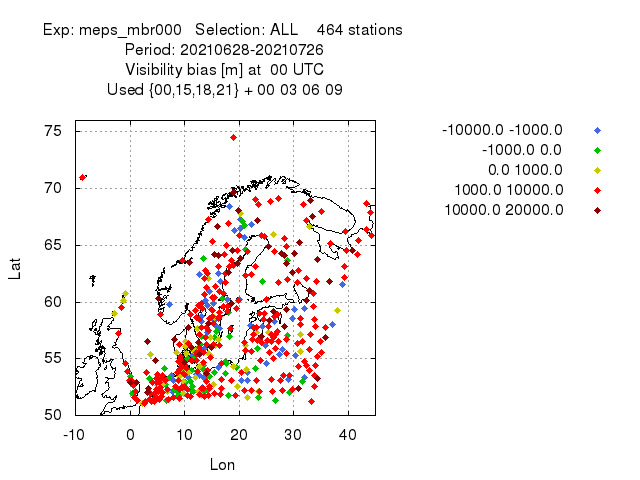 Exp: meps_mbr000 Selection: ALL 464 stations
Period: 20210628-20210726
Visibility bias [m] at 00 UTC
Used {00,15,18,21} + 00 03 06 09
-10000.0 -1000.0
-1000.0 0.0
0.0 1000.0
1000.0 10000.0
10000.0 20000.0
75
70
65
60
55
50
Lat
-10 0 10 20 30 40
Lon